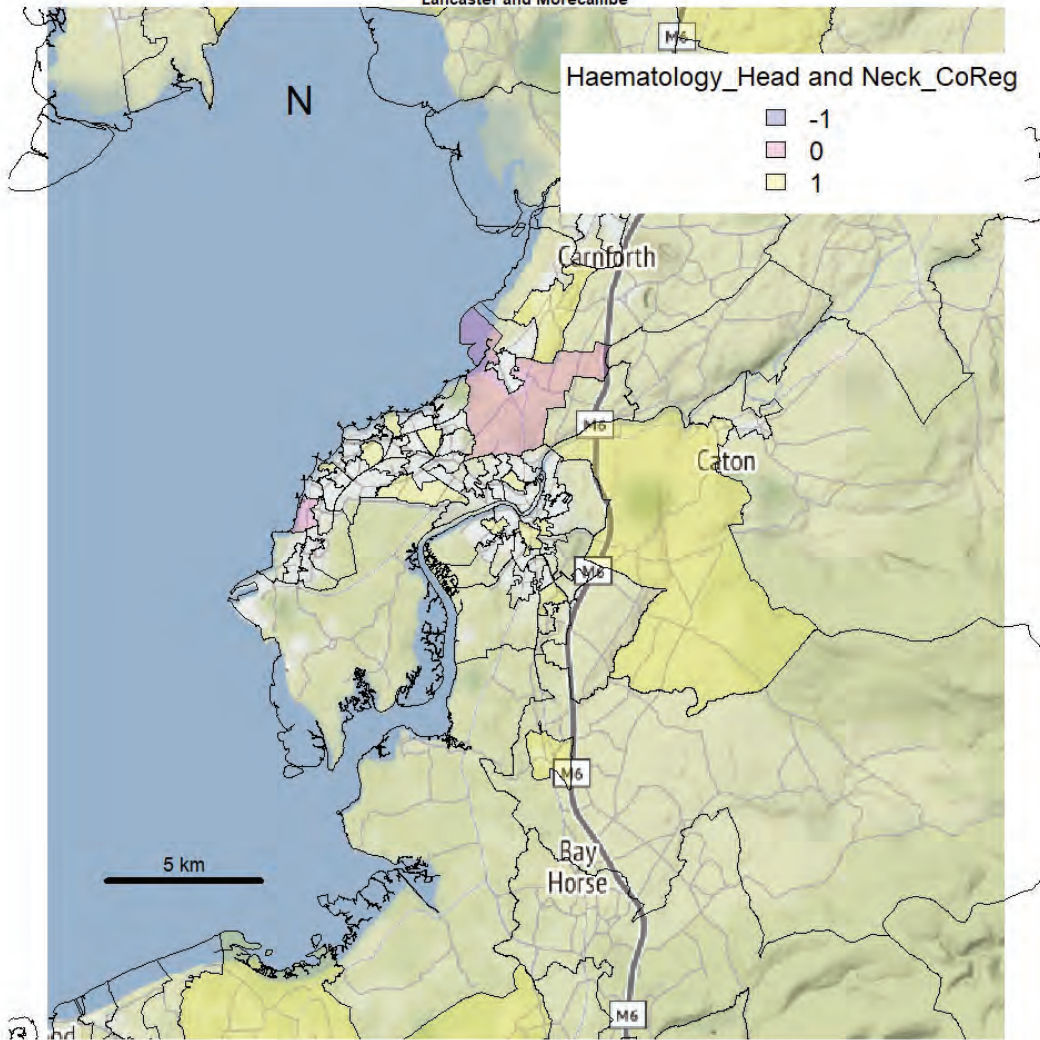 Lancaster and Morecambe
M6
N
Haematology_Head and Neck_CoReg
-1
0
1
Carnforth
M6
Caton
M6
M6
5 km
Bay
Horse
M6